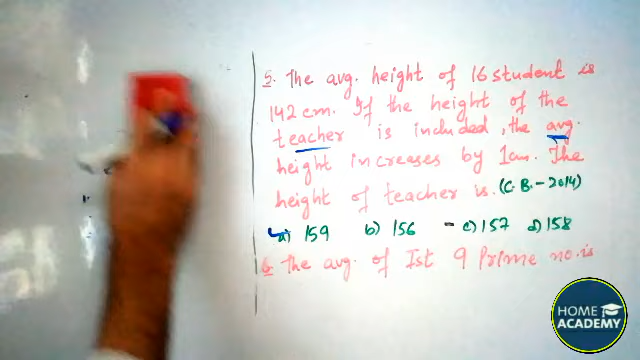 5. The avg. height of 16 student is
142 cm. If the height of the
teacher is included, the avg.
height increases by 1cm. The
height of teacher is. (C.B.-2014)
a) 159 b) 156 c) 157 d) 158
Q The avg. of Ist 9 Prime no. is
HOME
ACADEMY